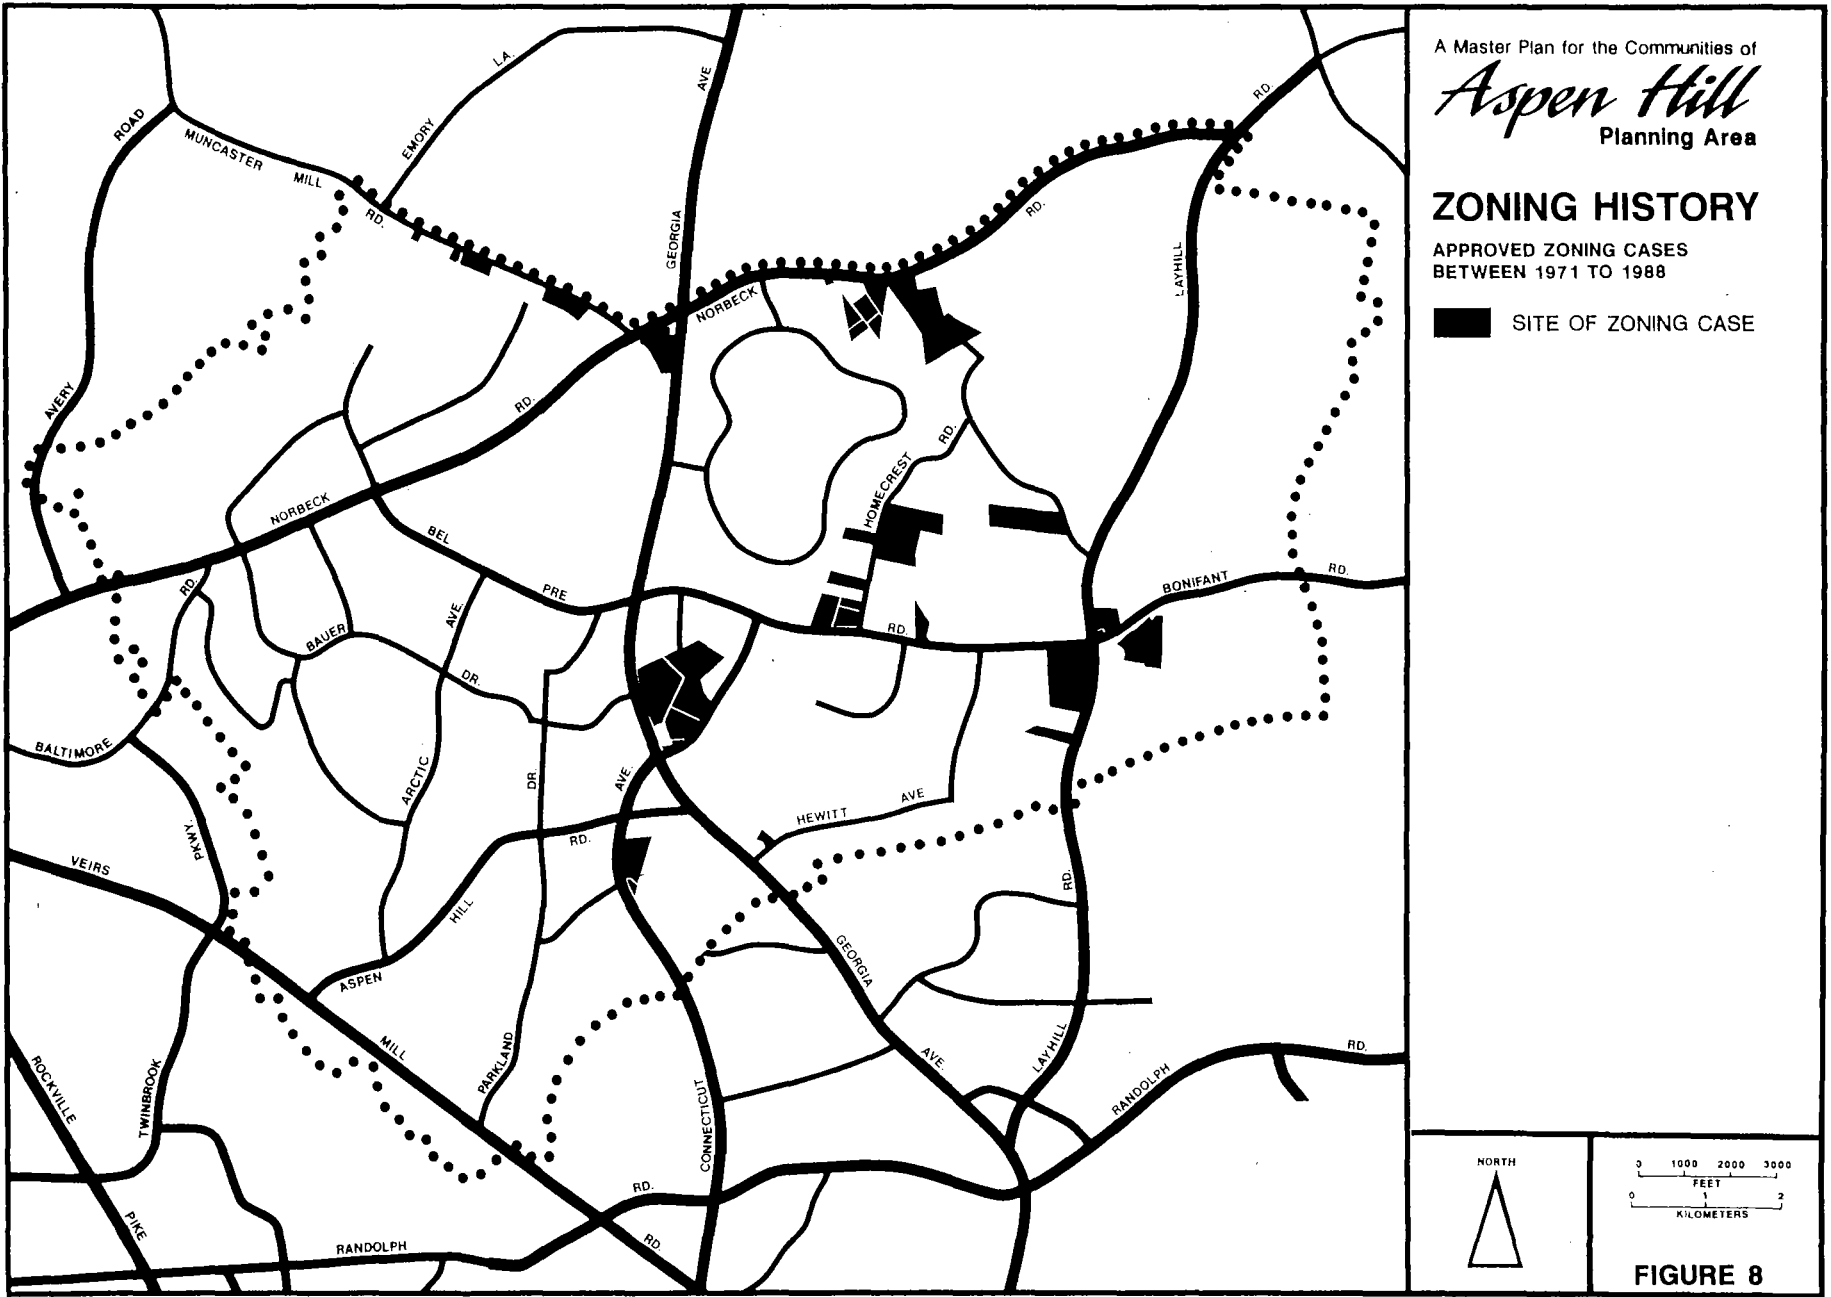 A Master Plan for the Communities of
Aspen Hill
Planning Area
ZONING HISTORY
APPROVED ZONING CASES
BETWEEN 1971 TO 1988
SITE OF ZONING CASE
EMORY LA.
AVE
GEORGIA
RD.
AVERY ROAD
MUNCASTER MILL RD.
NORBECK
RD.
LAYHILL
RD.
NORBECK
HOMECREST RD.
BEL PRE RD.
BONIFANT RD.
RD.
BAUER DR.
ARCTIC AVE.
DR.
AVE.
BALTIMORE
PKWY.
HEWITT AVE
VEIRS
ASPEN HILL RD.
RD.
GEORGIA
AVE.
LAYHILL
MILL
PARKLAND
CONNECTICUT
ROCKVILLE
PIKE
TWINBROOK
RANDOLPH
RD.
RD.
RANDOLPH
RD.
NORTH
0 1000 2000 3000
FEET
0 1 2
KILOMETERS
FIGURE 8